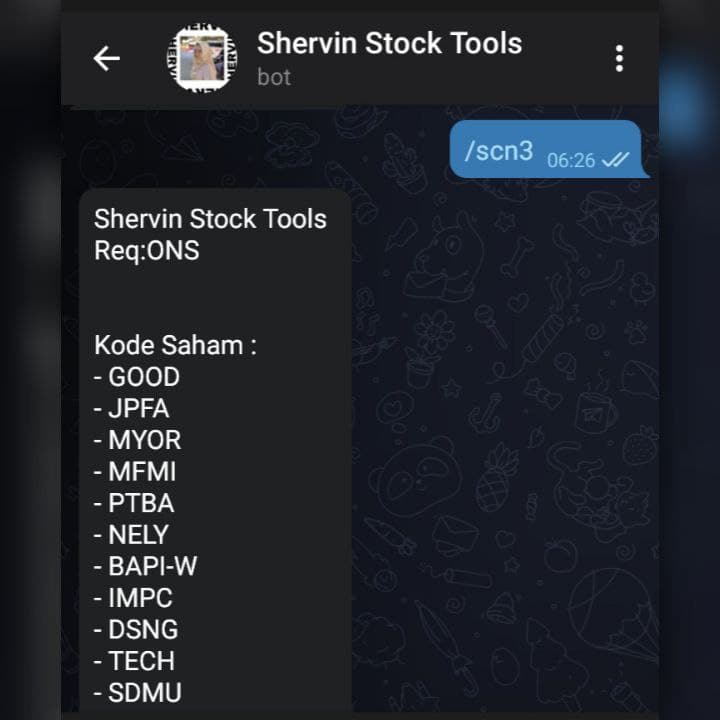 Shervin Stock Tools
bot
/scn3 06:26
Shervin Stock Tools
Req:ONS
Kode Saham :
- GOOD
- JPFA
- MYOR
- MFMI
- PTBA
- NELY
- BAPI-W
- IMPC
- DSNG
- TECH
- SDMU